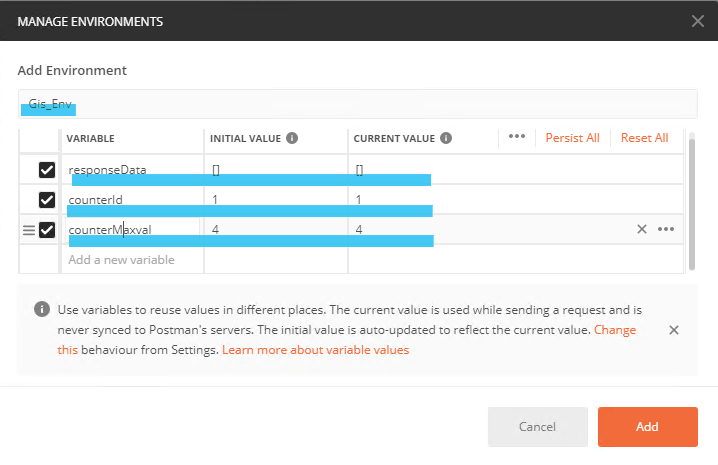 MANAGE ENVIRONMENTS
Add Environment
Gis_Env
VARIABLE INITIAL VALUE CURRENT VALUE Persist All Reset All
responseData [] []
counterId 1 1
counterMaxval 4 4
Add a new variable
Use variables to reuse values in different places. The current value is used while sending a request and is
never synced to Postman's servers. The initial value is auto-updated to reflect the current value. Change
this behaviour from Settings. Learn more about variable values
Cancel Add